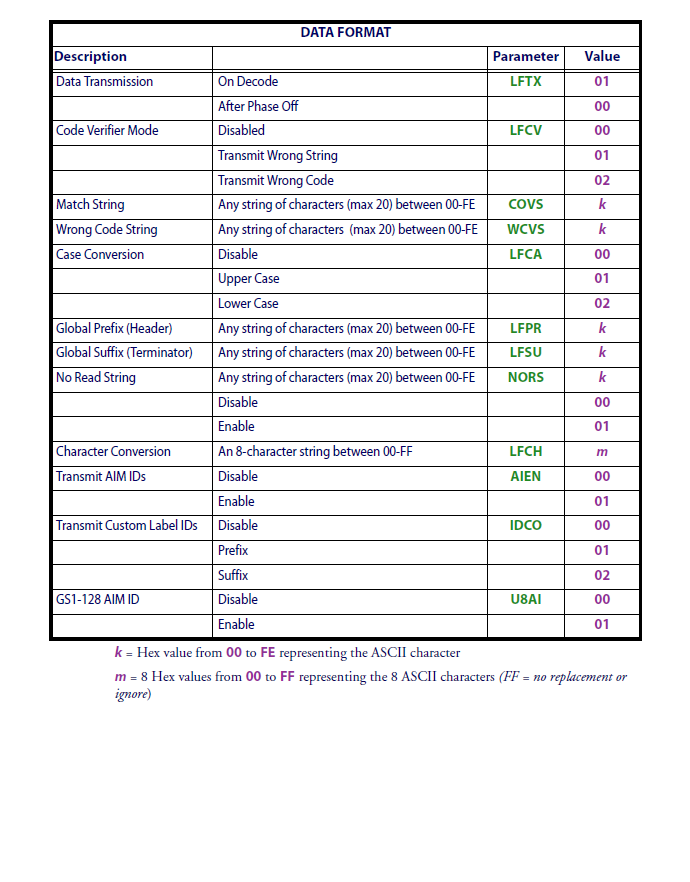 DATA FORMAT
Description Parameter Value
Data Transmission On Decode LFTX 01
After Phase Off 00
Code Verifier Mode Disabled LFCV 00
Transmit Wrong String 01
Transmit Wrong Code 02
Match String Any string of characters (max 20) between 00-FE COVS k
Wrong Code String Any string of characters (max 20) between 00-FE WCVS k
Case Conversion Disable LFCA 00
Upper Case 01
Lower Case 02
Global Prefix (Header) Any string of characters (max 20) between 00-FE LFPR k
Global Suffix (Terminator) Any string of characters (max 20) between 00-FE LFSU k
No Read String Any string of characters (max 20) between 00-FE NORS k
Disable 00
Enable 01
Character Conversion An 8-character string between 00-FF LFCH m
Transmit AIM IDs Disable AIEN 00
Enable 01
Transmit Custom Label IDs Disable IDCO 00
Prefix 01
Suffix 02
GS1-128 AIM ID Disable U8AI 00
Enable 01
k = Hex value from 00 to FE representing the ASCII character
m = 8 Hex values from 00 to FF representing the 8 ASCII characters (FF = no replacement or
ignore)